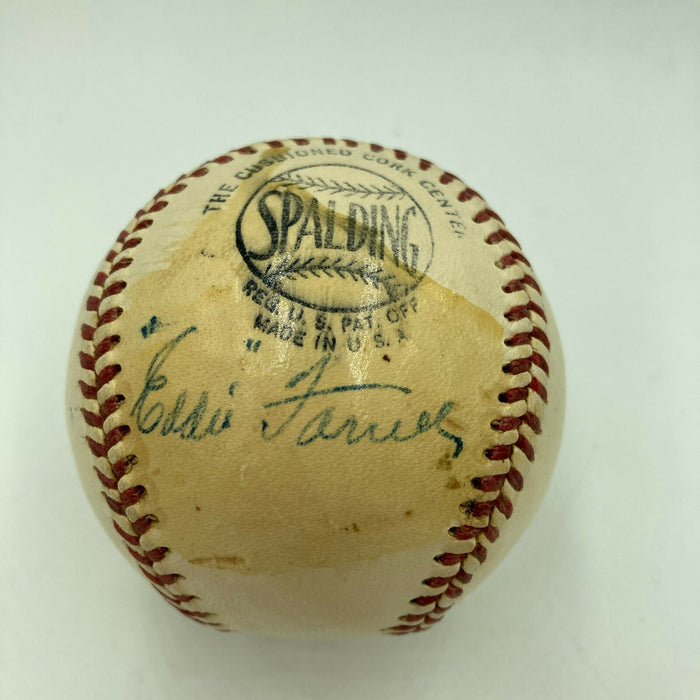 THE CUSHIONED CORK CENTER
SPALDING
REG. U. S. PAT. OFF
MADE IN U. S. A
"Eddie" Farrell